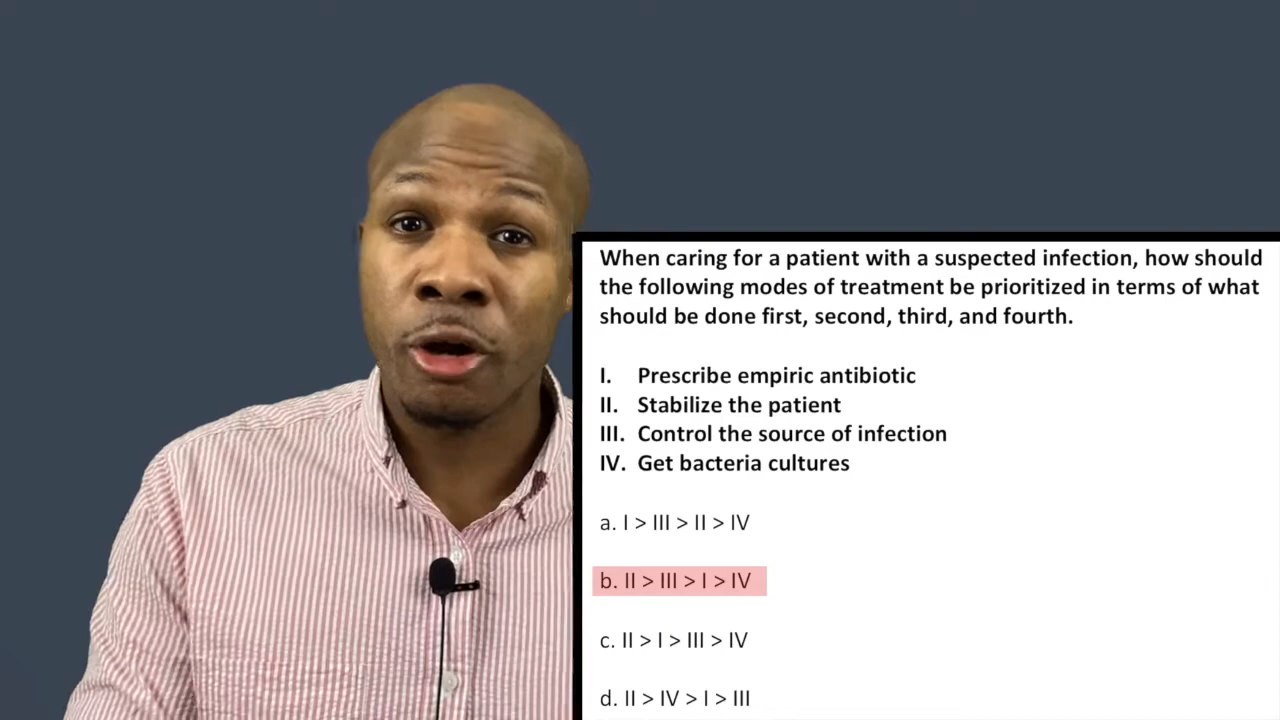 When caring for a patient with a suspected infection, how should
the following modes of treatment be prioritized in terms of what
should be done first, second, third, and fourth.
I. Prescribe empiric antibiotic
II. Stabilize the patient
III. Control the source of infection
IV. Get bacteria cultures
a. I > III > II > IV
b. II > III > I > IV
c. II > I > III > IV
d. II > IV > I > III